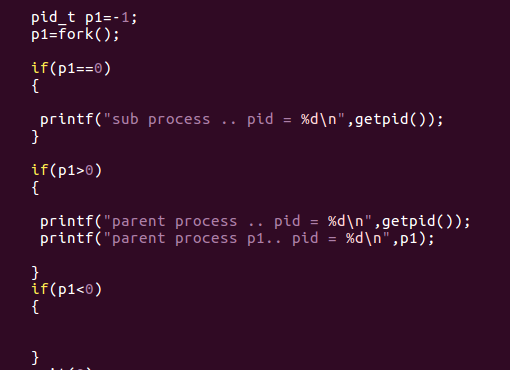 pid_t p1=-1;
p1=fork();
if(p1==0)
{
printf("sub process .. pid = %d\n",getpid());
}
if(p1>0)
{
printf("parent process .. pid = %d\n",getpid());
printf("parent process p1.. pid = %d\n",p1);
}
if(p1<0)
{
}